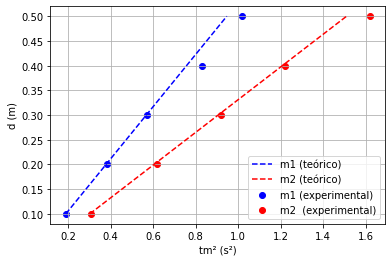 0.50
0.45
0.40
0.35
0.30
0.25
0.20
0.15
0.10
d (m)
0.2 0.4 0.6 0.8 1.0 1.2 1.4 1.6
tm² (s²)
m1 (teórico)
m2 (teórico)
m1 (experimental)
m2 (experimental)